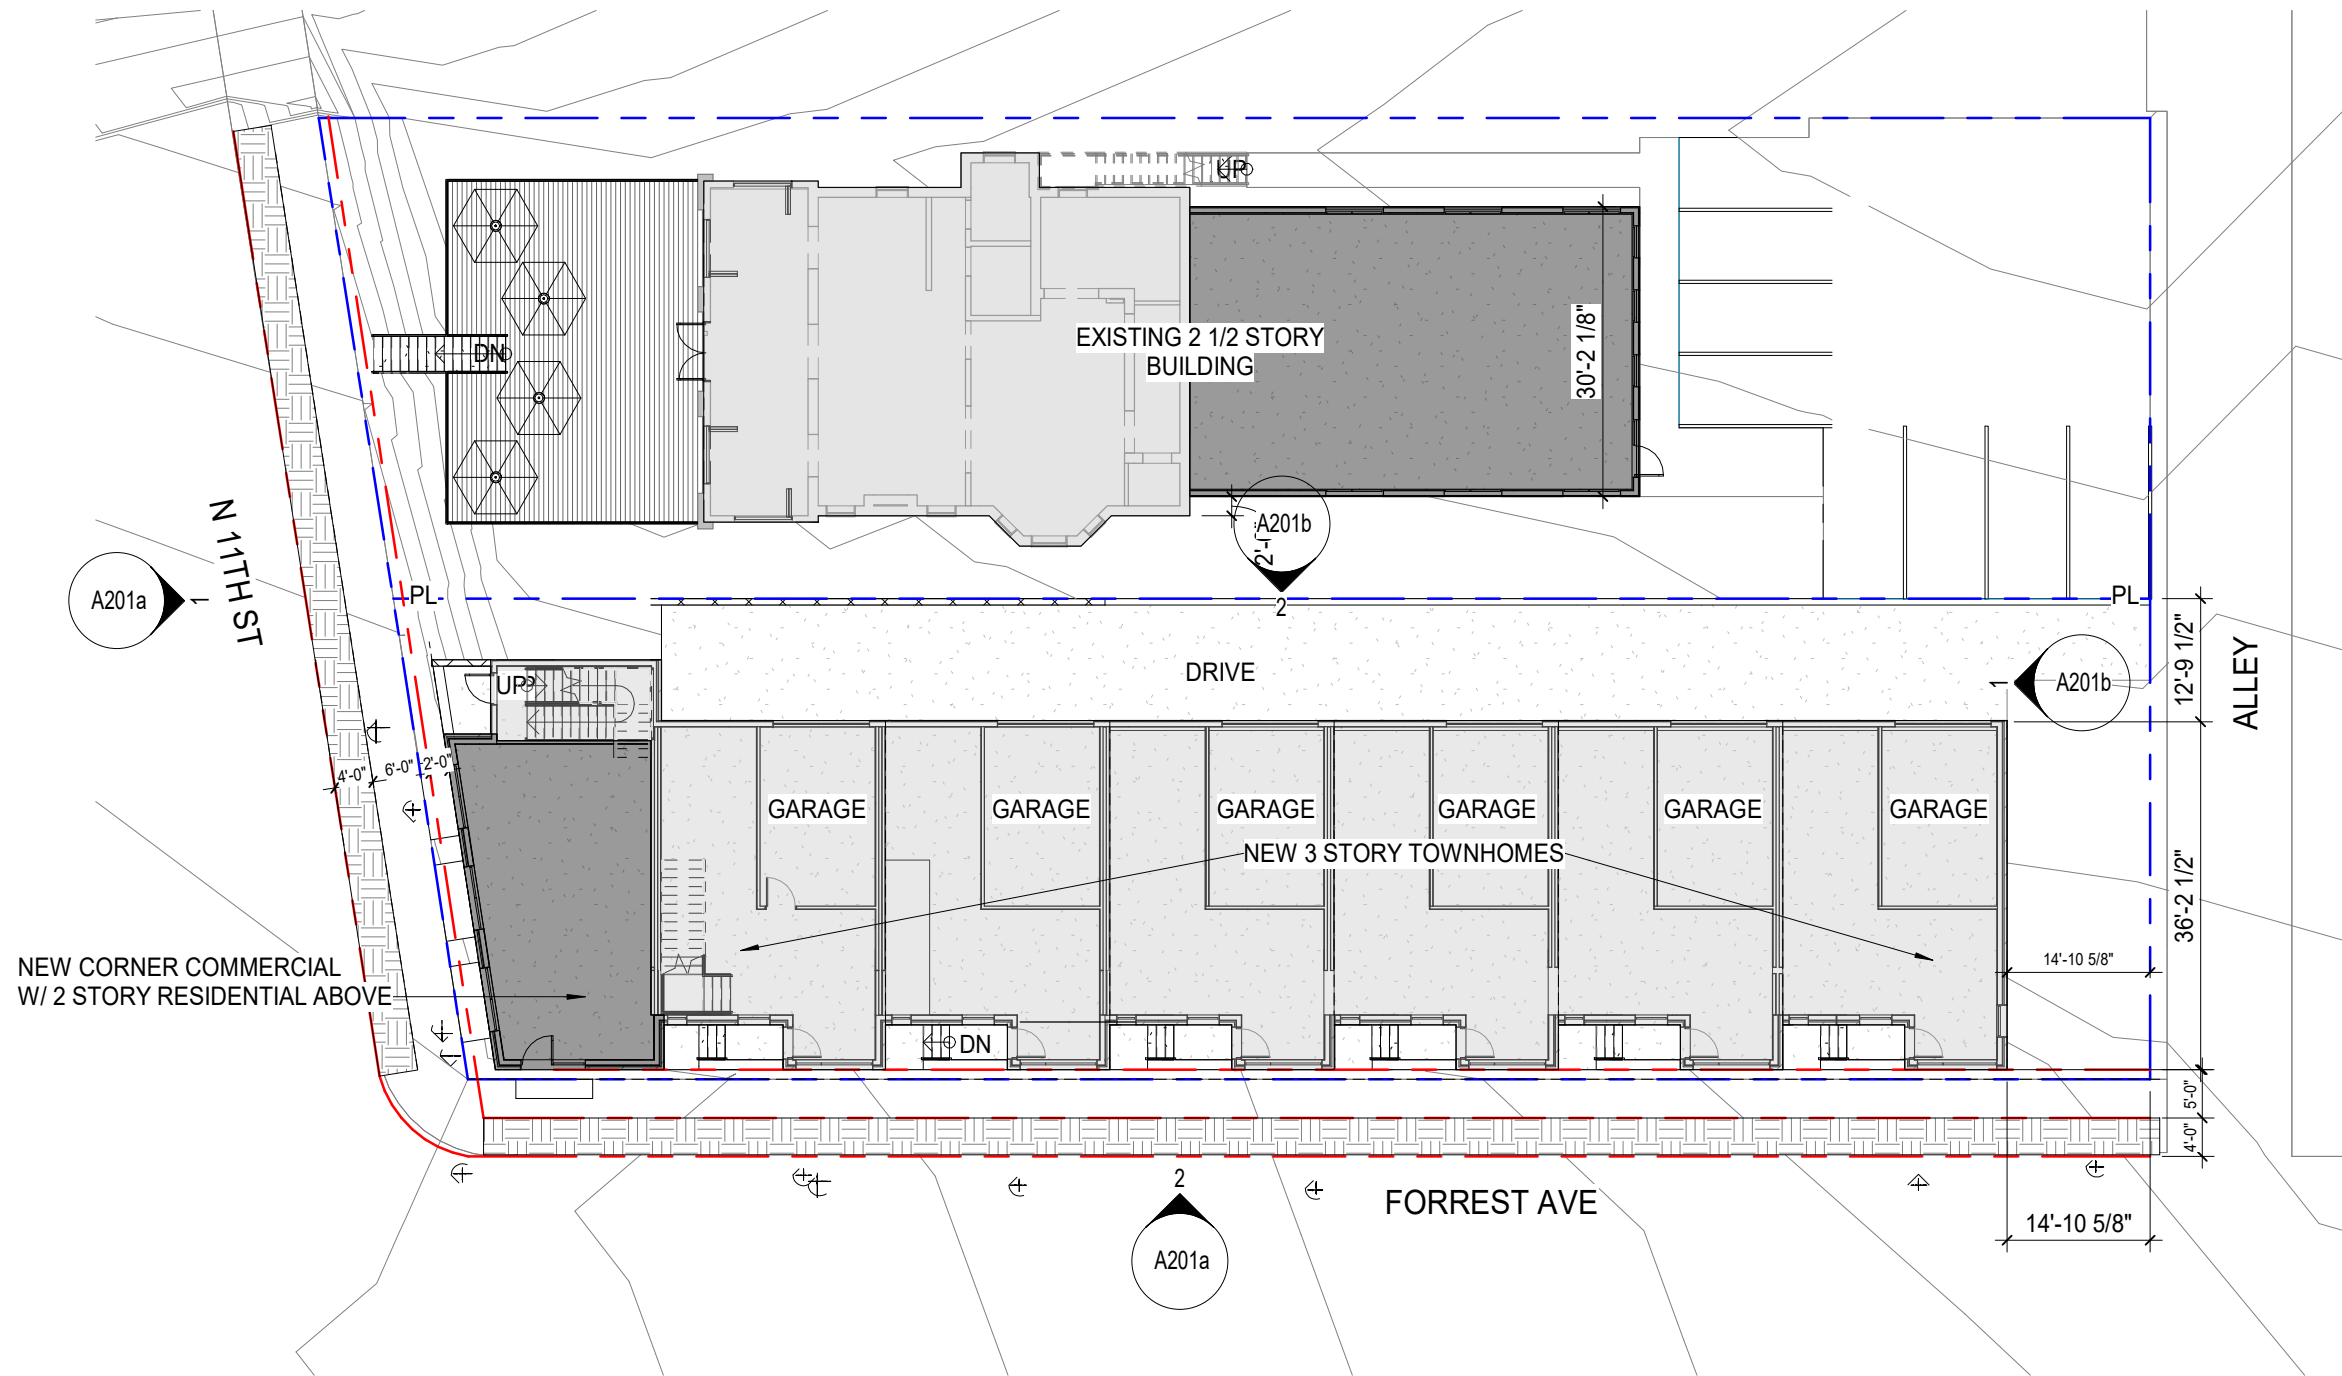 UP
EXISTING 2 1/2 STORY
BUILDING
30'-2 1/8"
DN
A201b
2
N 11TH ST
A201a
1
PL
PL
12'-9 1/2"
ALLEY
DRIVE
UP
1
A201b
4'-0"
6'-0"
2'-0"
GARAGE
GARAGE
GARAGE
GARAGE
GARAGE
GARAGE
NEW 3 STORY TOWNHOMES
36'-2 1/2"
14'-10 5/8"
NEW CORNER COMMERCIAL
W/ 2 STORY RESIDENTIAL ABOVE
DN
5'-0"
4'-0"
2
A201a
FORREST AVE
14'-10 5/8"